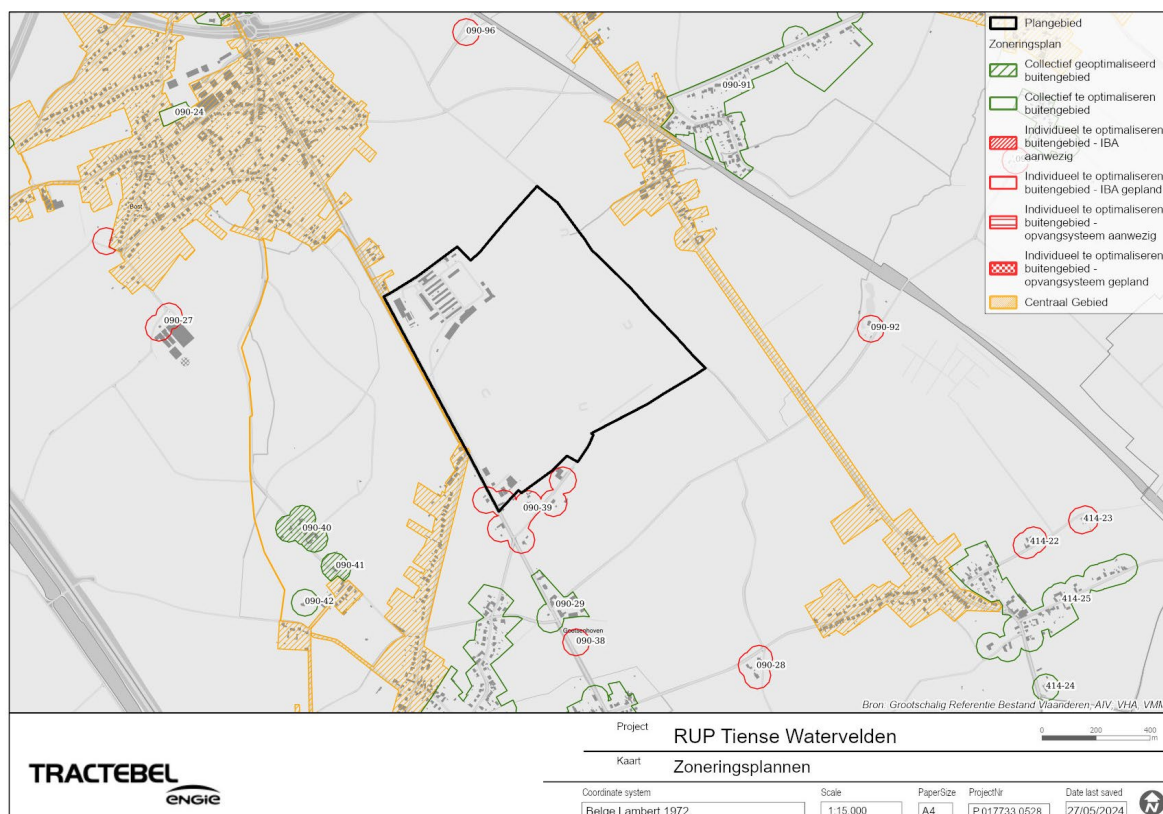 090-96
Plangebied
Zoneringsplan
Collectief geoptimaliseerd
buitengebied
Collectief te optimaliseren
buitengebied
Individueel te optimaliseren
buitengebied - IBA
aanwezig
Individueel te optimaliseren
buitengebied - IBA gepland
Individueel te optimaliseren
buitengebied -
opvangsysteem aanwezig
Individueel te optimaliseren
buitengebied -
opvangsysteem gepland
Centraal Gebied
090-91
090-24
Bost
090-27
090-92
090-39
090-40
090-41
090-42
414-23
414-22
414-25
090-29
Goetsenhoven
090-38
090-28
414-24
Bron: Grootschalig Referentie Bestand Vlaanderen, AIV, VHA, VMM
Project RUP Tiense Watervelden
0 200 400
m
Kaart Zoneringsplannen
TRACTEBEL
ENGIE
Coordinate system Scale PaperSize ProjectNr Date last saved
Belge Lambert 1972 1:15.000 A4 P.017733.0528 27/05/2024
N